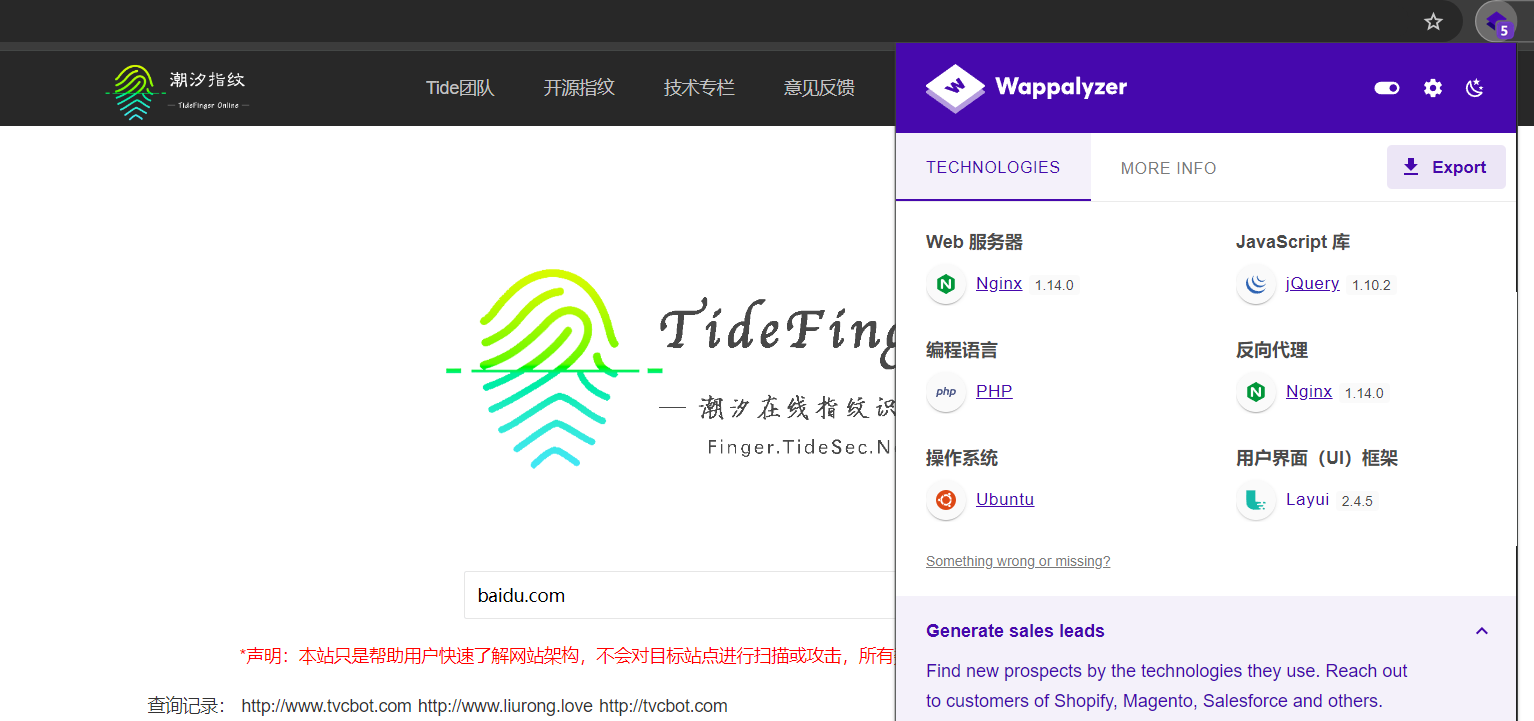 5
潮汐指纹
— TideFinger Online —
Tide团队 开源指纹 技术专栏 意见反馈
Wappalyzer
TECHNOLOGIES MORE INFO Export
Web 服务器
Nginx 1.14.0
JavaScript 库
jQuery 1.10.2
编程语言
php PHP
反向代理
Nginx 1.14.0
操作系统
Ubuntu
用户界面（UI）框架
Layui 2.4.5
Something wrong or missing?
Generate sales leads
Find new prospects by the technologies they use. Reach out
to customers of Shopify, Magento, Salesforce and others.
TideFing
— 潮汐在线指纹识
Finger.TideSec.N
baidu.com
*声明：本站只是帮助用户快速了解网站架构，不会对目标站点进行扫描或攻击，所有
查询记录： http://www.tvcbot.com http://www.liurong.love http://tvcbot.com